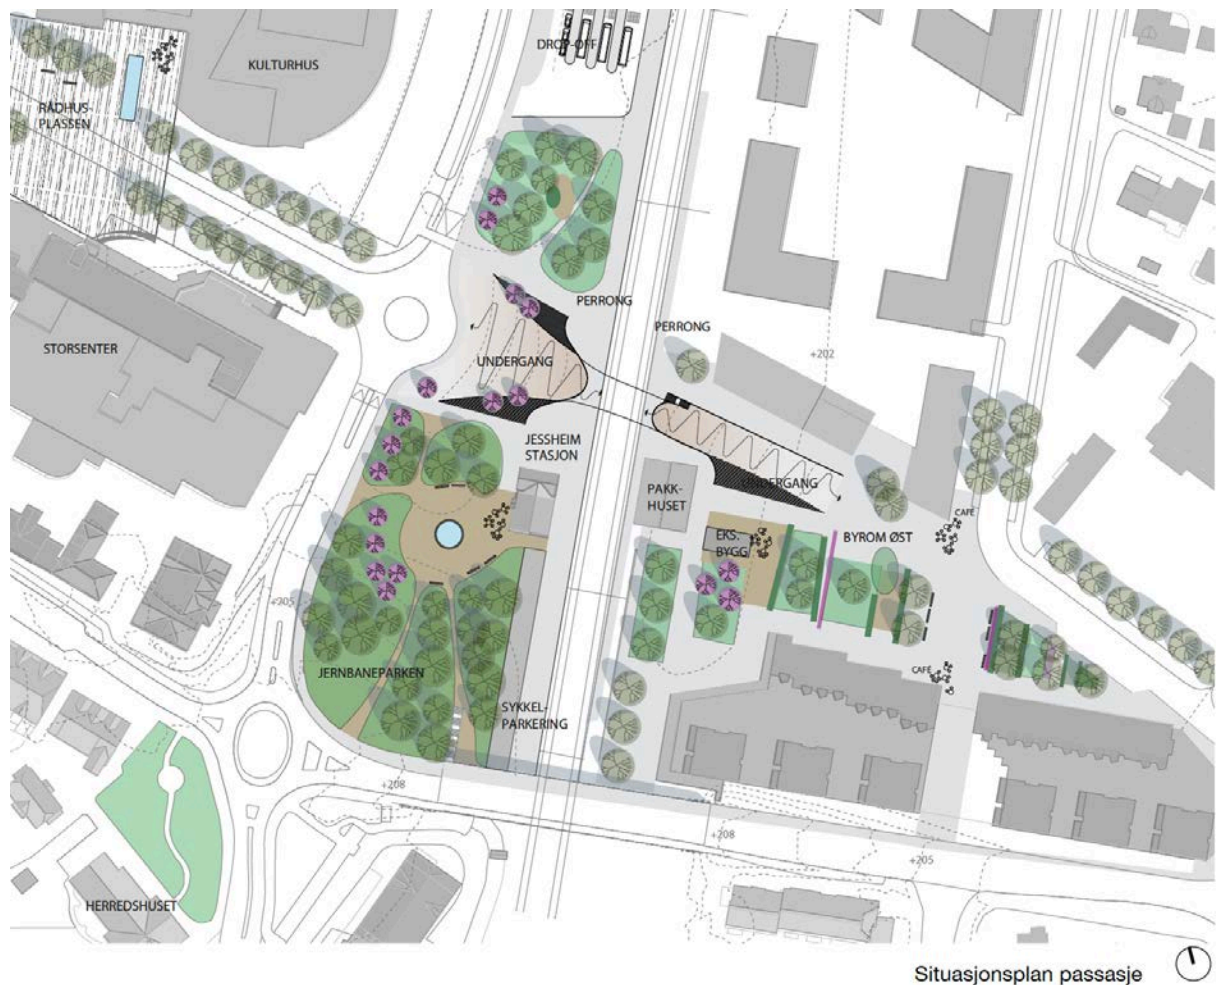 DROP-OFF
KULTURHUS
RÅDHUS-
PLASSEN
PERRONG
PERRONG
STORSENTER
UNDERGANG
+202
JESSHEIM
STASJON
PAKK-
HUSET
UNDERGANG
CAFÉ
EKS.
BYGG
BYROM ØST
+205
JERNBANEPARKEN
CAFÉ
SYKKEL-
PARKERING
+208
+208
+205
HERREDSHUSET
Situasjonsplan passasje